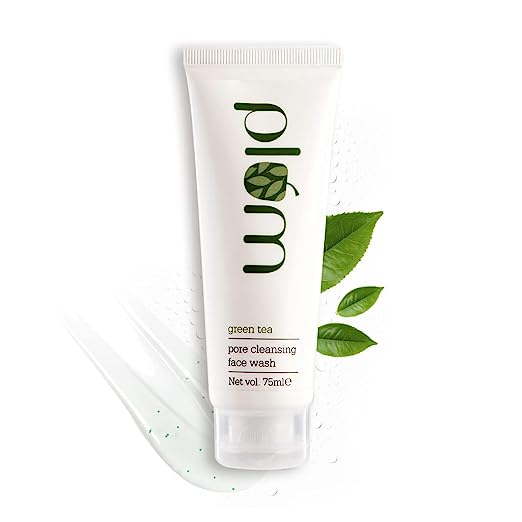 plum
green tea
pore cleansing
face wash
Net vol. 75ml℮